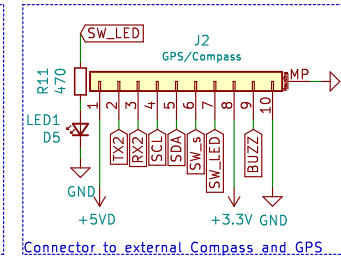 SW_LED
J2
GPS/Compass
MP
R11
470
1
2
3
4
5
6
7
8
9
10
LED1
D5
TX2
RX2
SCL
SDA
SW_s
SW_LED
BUZZ
GND
+5VD
+3.3V
GND
Connector to external Compass and GPS